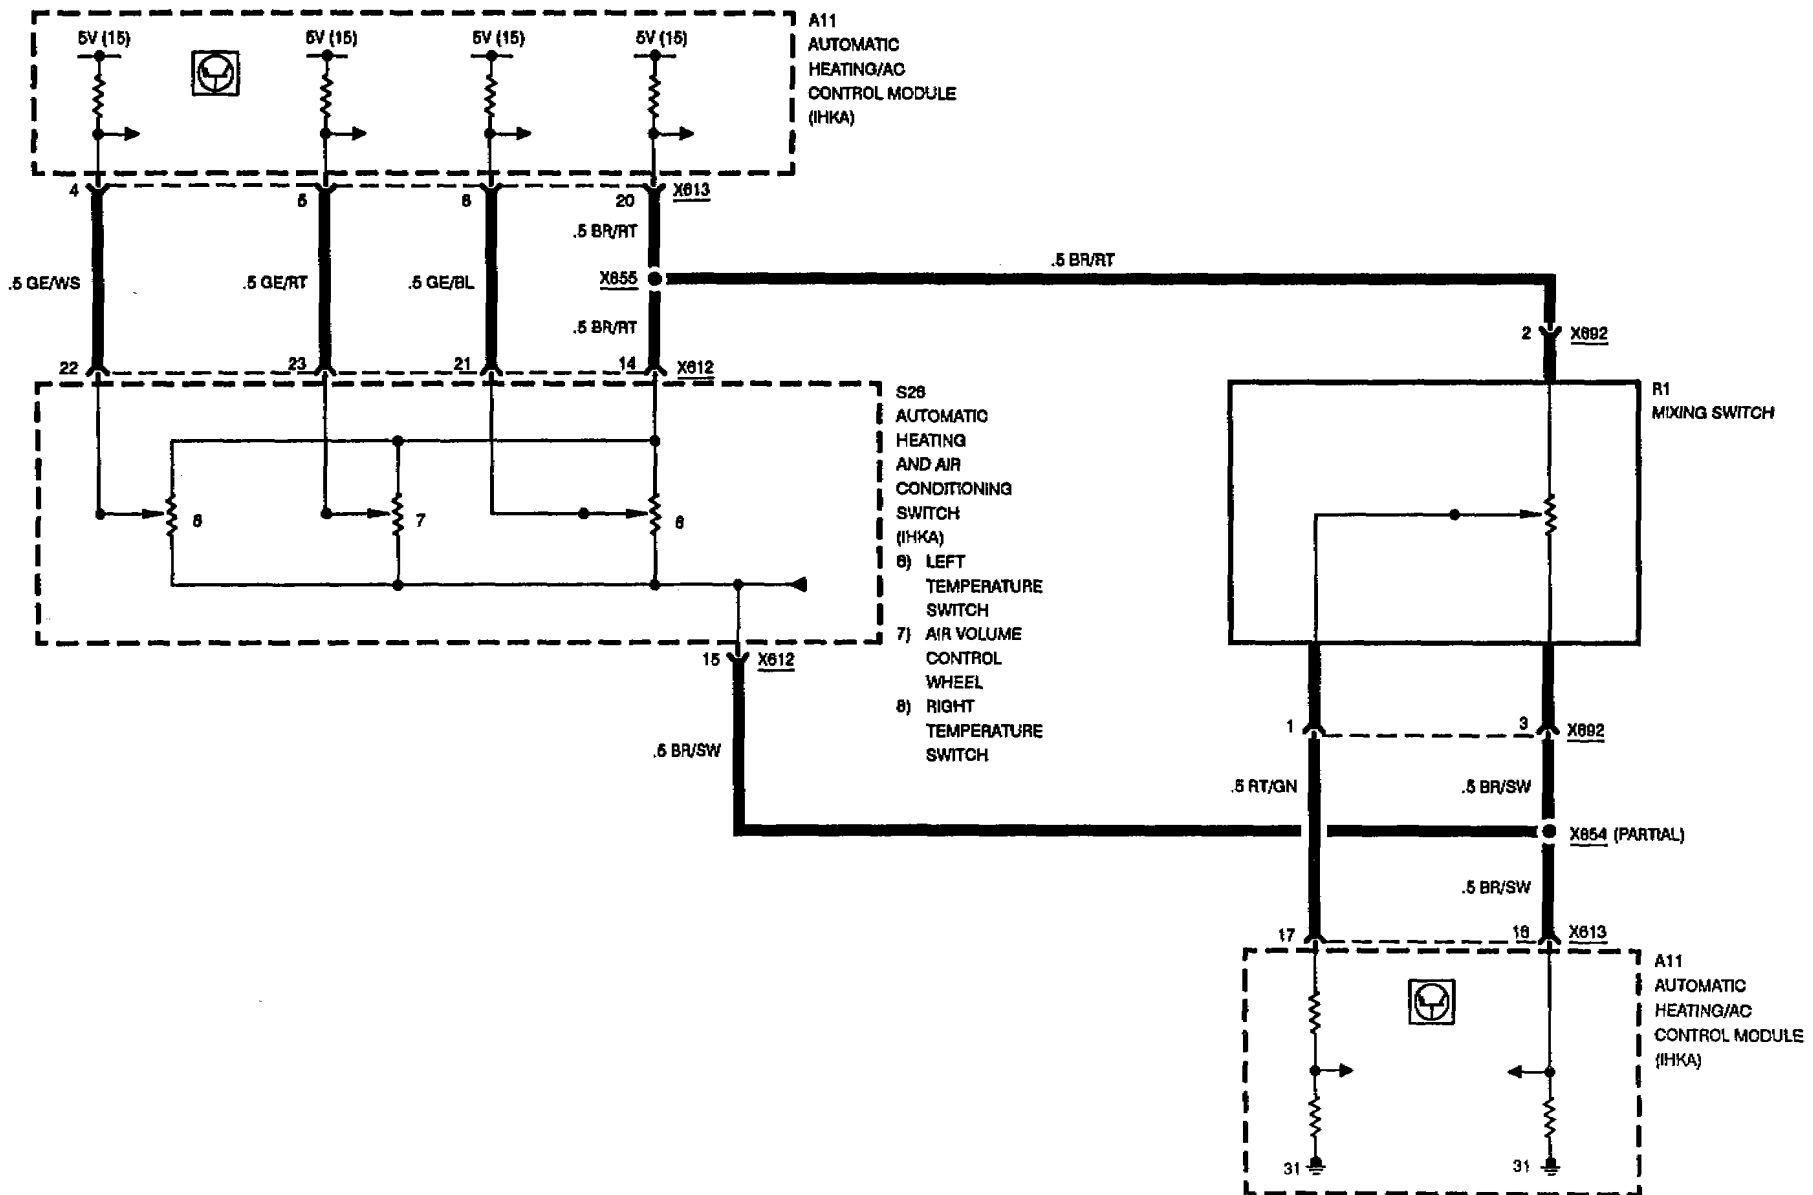 5V (15)
5V (15)
5V (15)
5V (15)
A11
AUTOMATIC
HEATING/AC
CONTROL MODULE
(IHKA)
4
5
6
20
X613
.5 BR/RT
.5 GE/WS
.5 GE/RT
.5 GE/BL
X655
.5 BR/RT
.5 BR/RT
2
X692
22
23
21
14
X612
S26
AUTOMATIC
HEATING
AND AIR
CONDITIONING
SWITCH
(IHKA)
6) LEFT
TEMPERATURE
SWITCH
7) AIR VOLUME
CONTROL
WHEEL
8) RIGHT
TEMPERATURE
SWITCH
8
7
6
R1
MIXING SWITCH
15
X612
1
3
X692
.5 BR/SW
.5 RT/GN
.5 BR/SW
X654 (PARTIAL)
.5 BR/SW
17
18
X613
A11
AUTOMATIC
HEATING/AC
CONTROL MODULE
(IHKA)
31
31